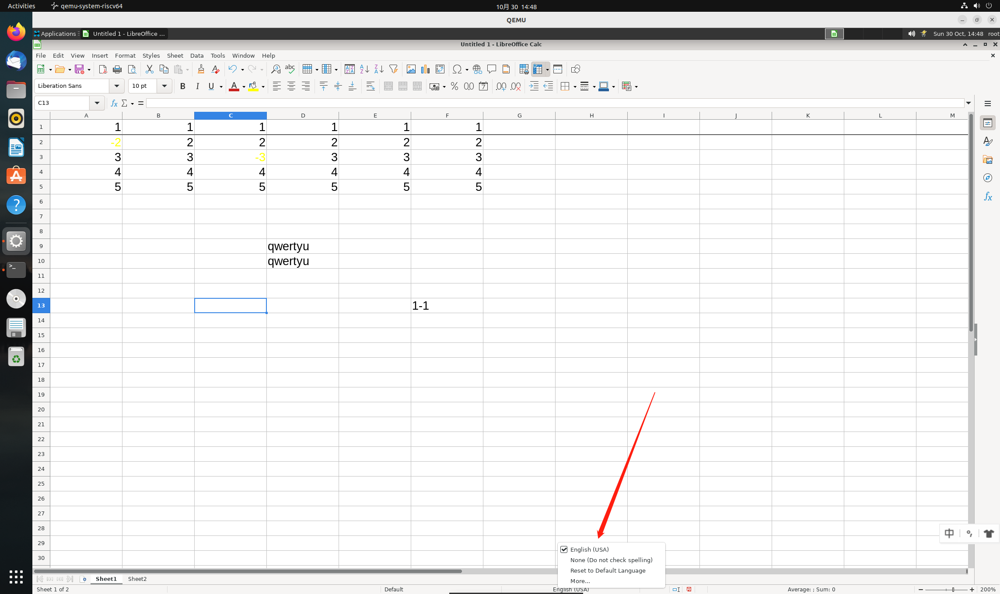 Activities qemu-system-riscv64 10月 30 14:48
QEMU
Applications Untitled 1 - LibreOffice ... Sun 30 Oct, 14:48 root
Untitled 1 - LibreOffice Calc
File Edit View Insert Format Styles Sheet Data Tools Window Help
Liberation Sans 10 pt
C13
A B C D E F G H I J K L M
1 1 1 1 1 1 1
2 -2 2 2 2 2 2
3 3 3 -3 3 3 3
4 4 4 4 4 4 4
5 5 5 5 5 5 5
6
7
8
9 qwertyu
10 qwertyu
11
12
13 1-1
14
15
16
17
18
19
20
21
22
23
24
25
26
27
28
中
29
English (USA)
30
None (Do not check spelling)
Reset to Default Language
Sheet1 Sheet2
More...
Sheet 1 of 2 Default English (USA) Average: ; Sum: 0 200%